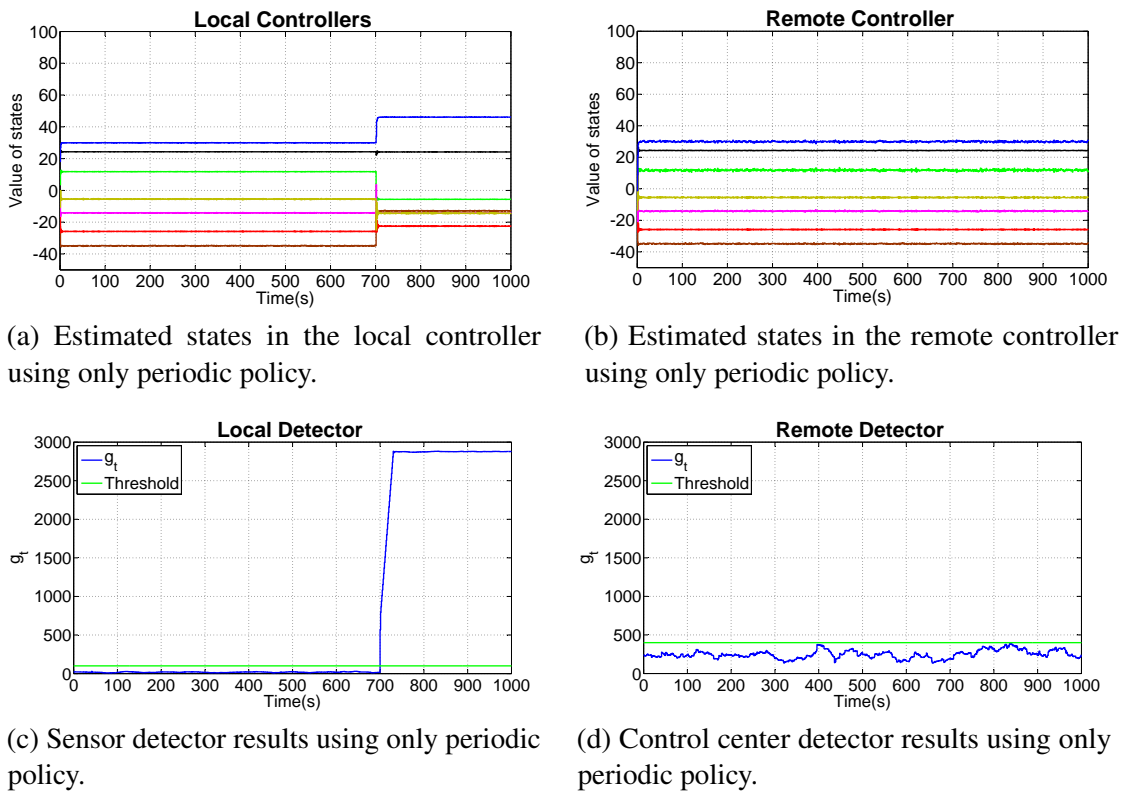 Local Controllers
100
80
60
40
20
0
-20
-40
Value of states
0 100 200 300 400 500 600 700 800 900 1000
Time(s)
(a) Estimated states in the local controller
using only periodic policy.
Remote Controller
100
80
60
40
20
0
-20
-40
Value of states
0 100 200 300 400 500 600 700 800 900 1000
Time(s)
(b) Estimated states in the remote controller
using only periodic policy.
Local Detector
3000
2500
2000
1500
1000
500
0
g_t
g_t
Threshold
0 100 200 300 400 500 600 700 800 900 1000
Time(s)
(c) Sensor detector results using only periodic
policy.
Remote Detector
3000
2500
2000
1500
1000
500
0
g_t
g_t
Threshold
0 100 200 300 400 500 600 700 800 900 1000
Time(s)
(d) Control center detector results using only
periodic policy.